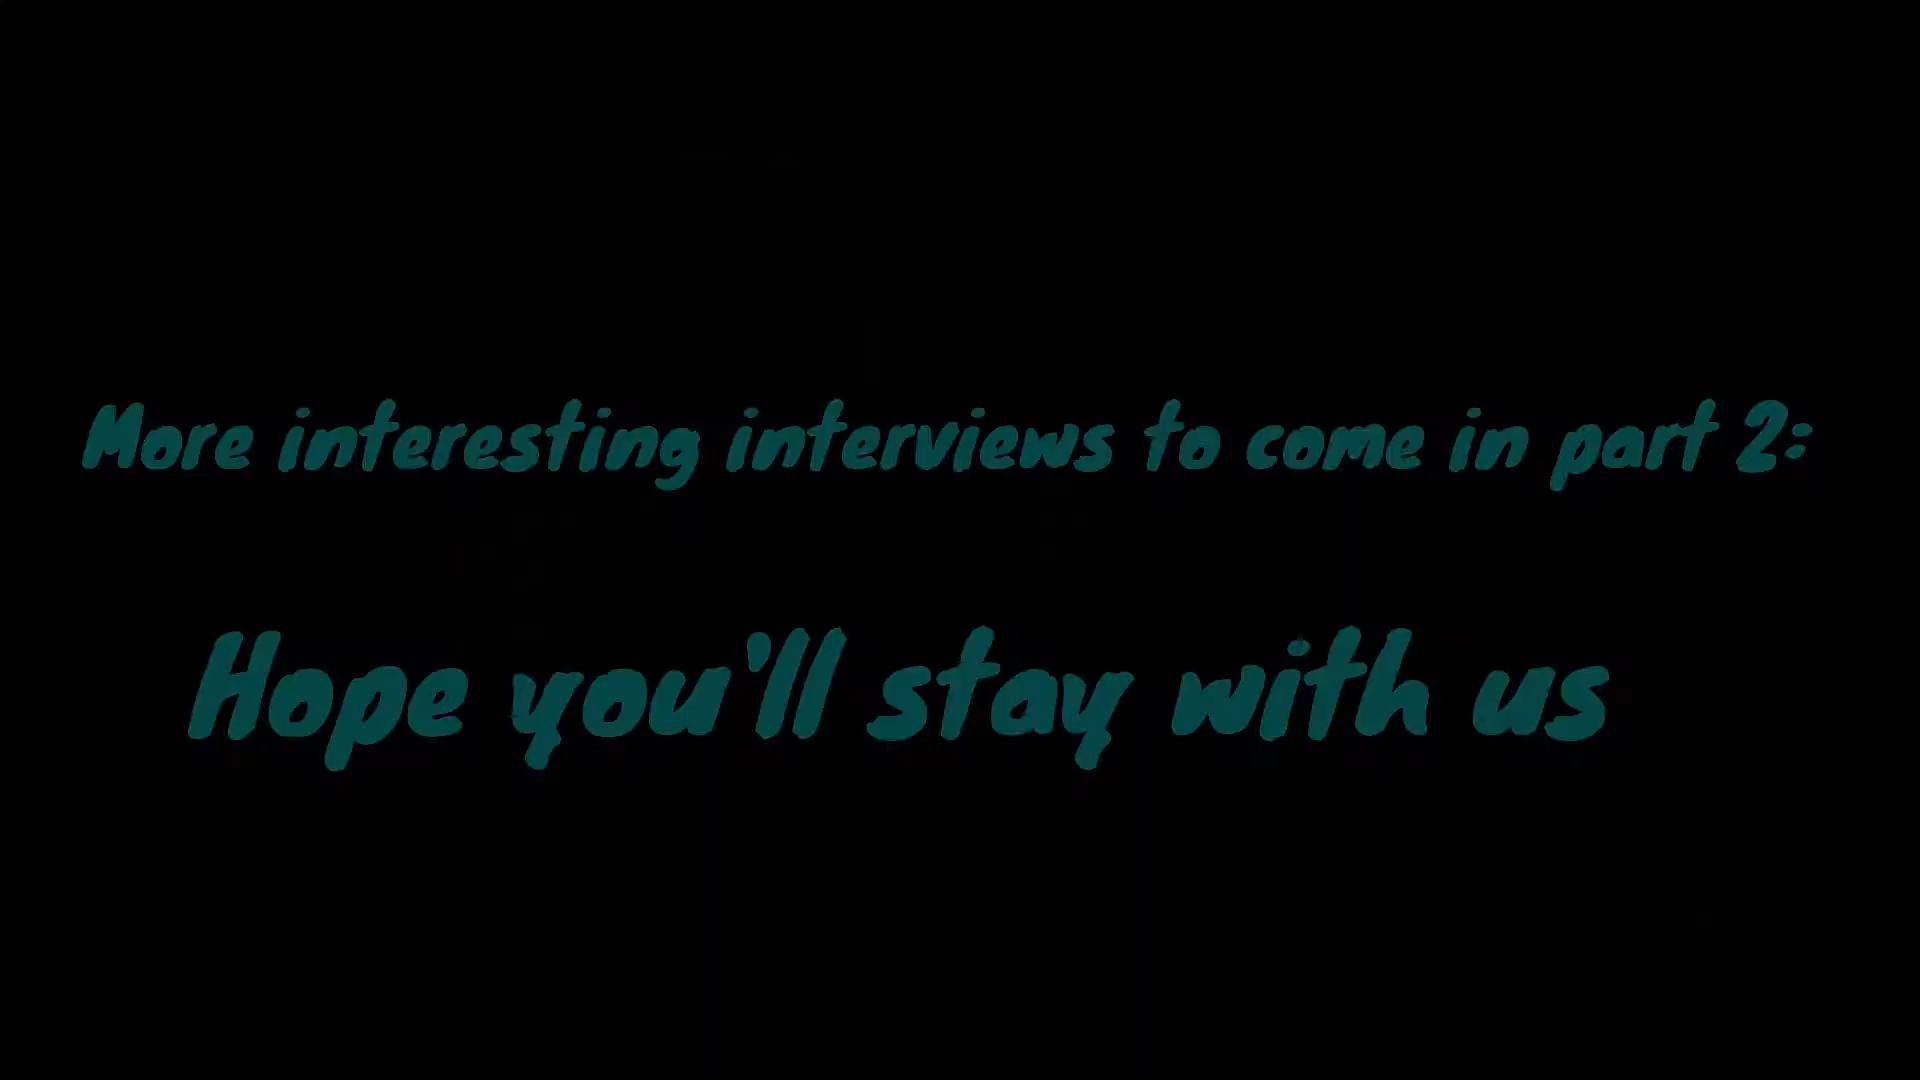 More interesting interviews to come in part 2:
Hope you'll stay with us